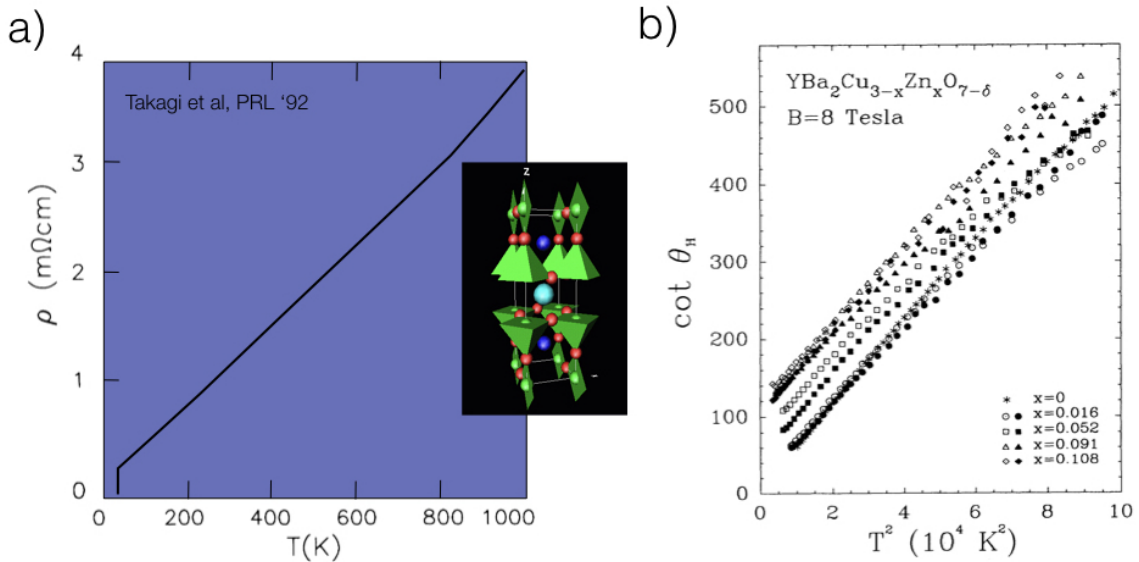 a)
4
3
2
1
0
ρ (mΩcm)
Takagi et al, PRL ‘92
z
0 200 400 600 800 1000
T(K)
b)
YBa₂Cu₃₋ₓZnₓO₇₋δ
B=8 Tesla
500
400
300
200
100
0
cot θ_H
x=0
x=0.016
x=0.052
x=0.091
x=0.108
0 2 4 6 8 10
T² (10⁴ K²)